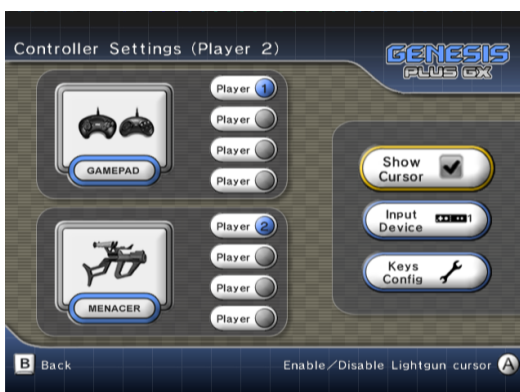 Controller Settings (Player 2)
GENESIS
PLUS GX
Player 1
Player
Player
Player
GAMEPAD
Show
Cursor
Player 2
Player
Player
Player
MENACER
Input
Device 1
Keys
Config
B Back
Enable/Disable Lightgun cursor A